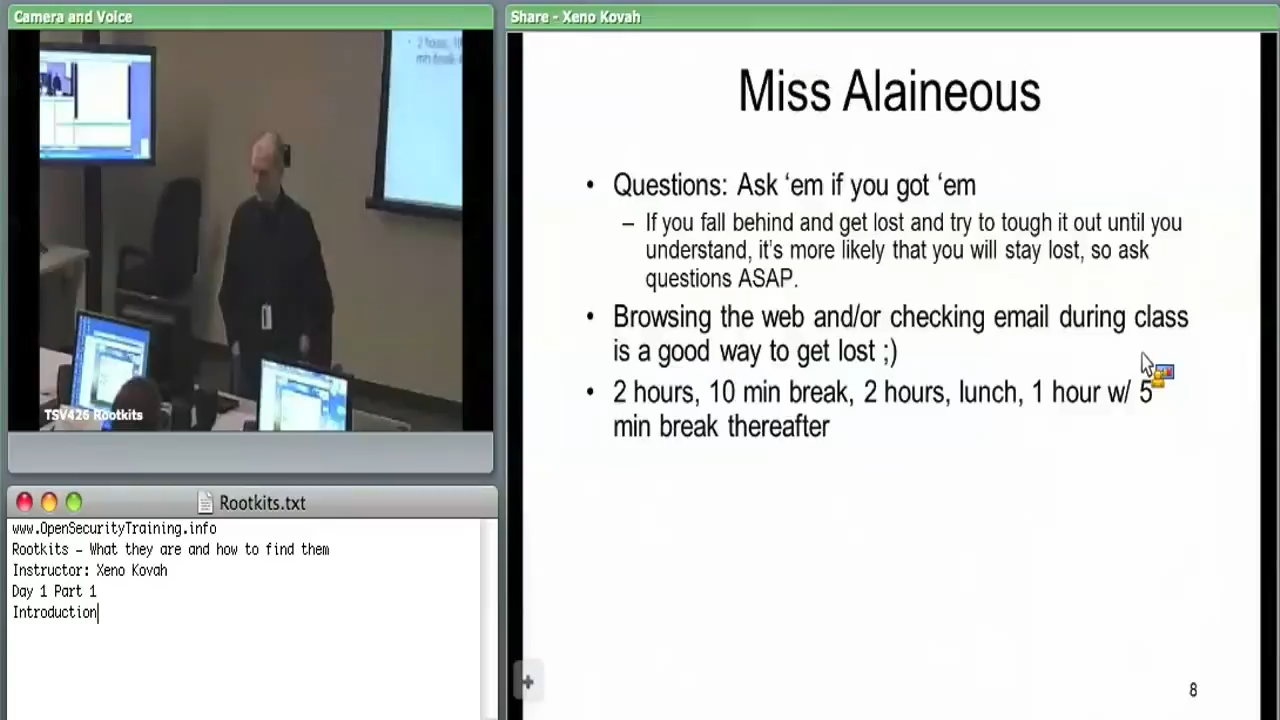 Camera and Voice
2 hours, 10
min break
TSV426 Rootkits
Rootkits.txt
www.OpenSecurityTraining.info
Rootkits - What they are and how to find them
Instructor: Xeno Kovah
Day 1 Part 1
Introduction
Share - Xeno Kovah
Miss Alaineous
• Questions: Ask ‘em if you got ‘em
– If you fall behind and get lost and try to tough it out until you
understand, it’s more likely that you will stay lost, so ask
questions ASAP.
• Browsing the web and/or checking email during class
is a good way to get lost ;)
• 2 hours, 10 min break, 2 hours, lunch, 1 hour w/ 5
min break thereafter
8